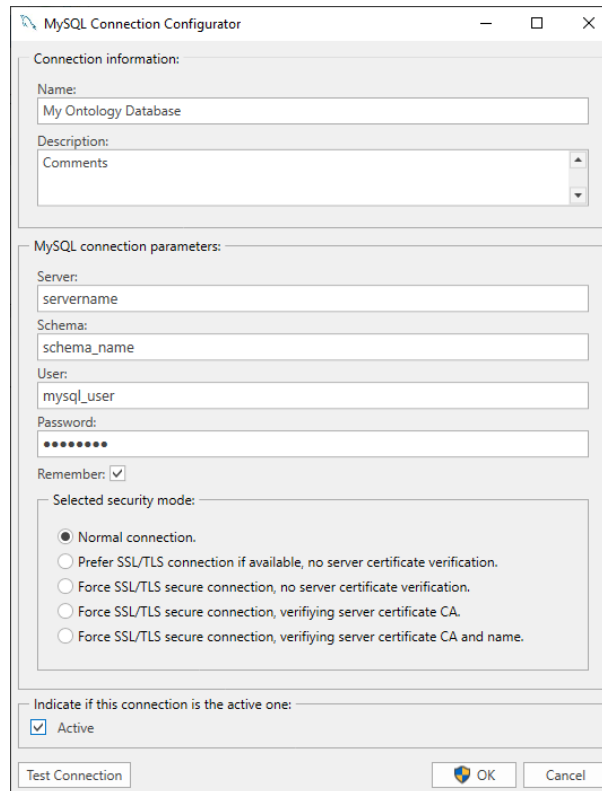 MySQL Connection Configurator
Connection information:
Name:
My Ontology Database
Description:
Comments
MySQL connection parameters:
Server:
servername
Schema:
schema_name
User:
mysql_user
Password:
●●●●●●●●
Remember:
Selected security mode:
Normal connection.
Prefer SSL/TLS connection if available, no server certificate verification.
Force SSL/TLS secure connection, no server certificate verification.
Force SSL/TLS secure connection, verifiying server certificate CA.
Force SSL/TLS secure connection, verifiying server certificate CA and name.
Indicate if this connection is the active one:
Active
Test Connection OK Cancel